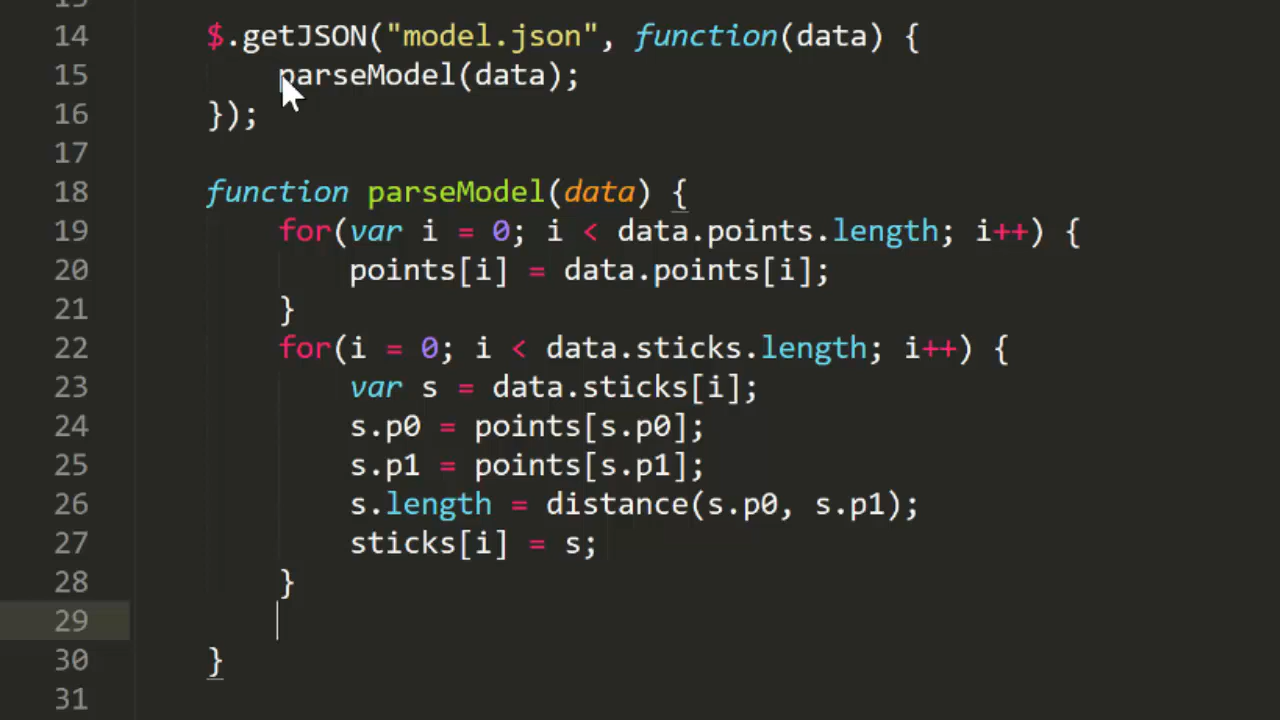 14 $.getJSON("model.json", function(data) {
15 parseModel(data);
16 });
17
18 function parseModel(data) {
19 for(var i = 0; i < data.points.length; i++) {
20 points[i] = data.points[i];
21 }
22 for(i = 0; i < data.sticks.length; i++) {
23 var s = data.sticks[i];
24 s.p0 = points[s.p0];
25 s.p1 = points[s.p1];
26 s.length = distance(s.p0, s.p1);
27 sticks[i] = s;
28 }
29
30 }
31